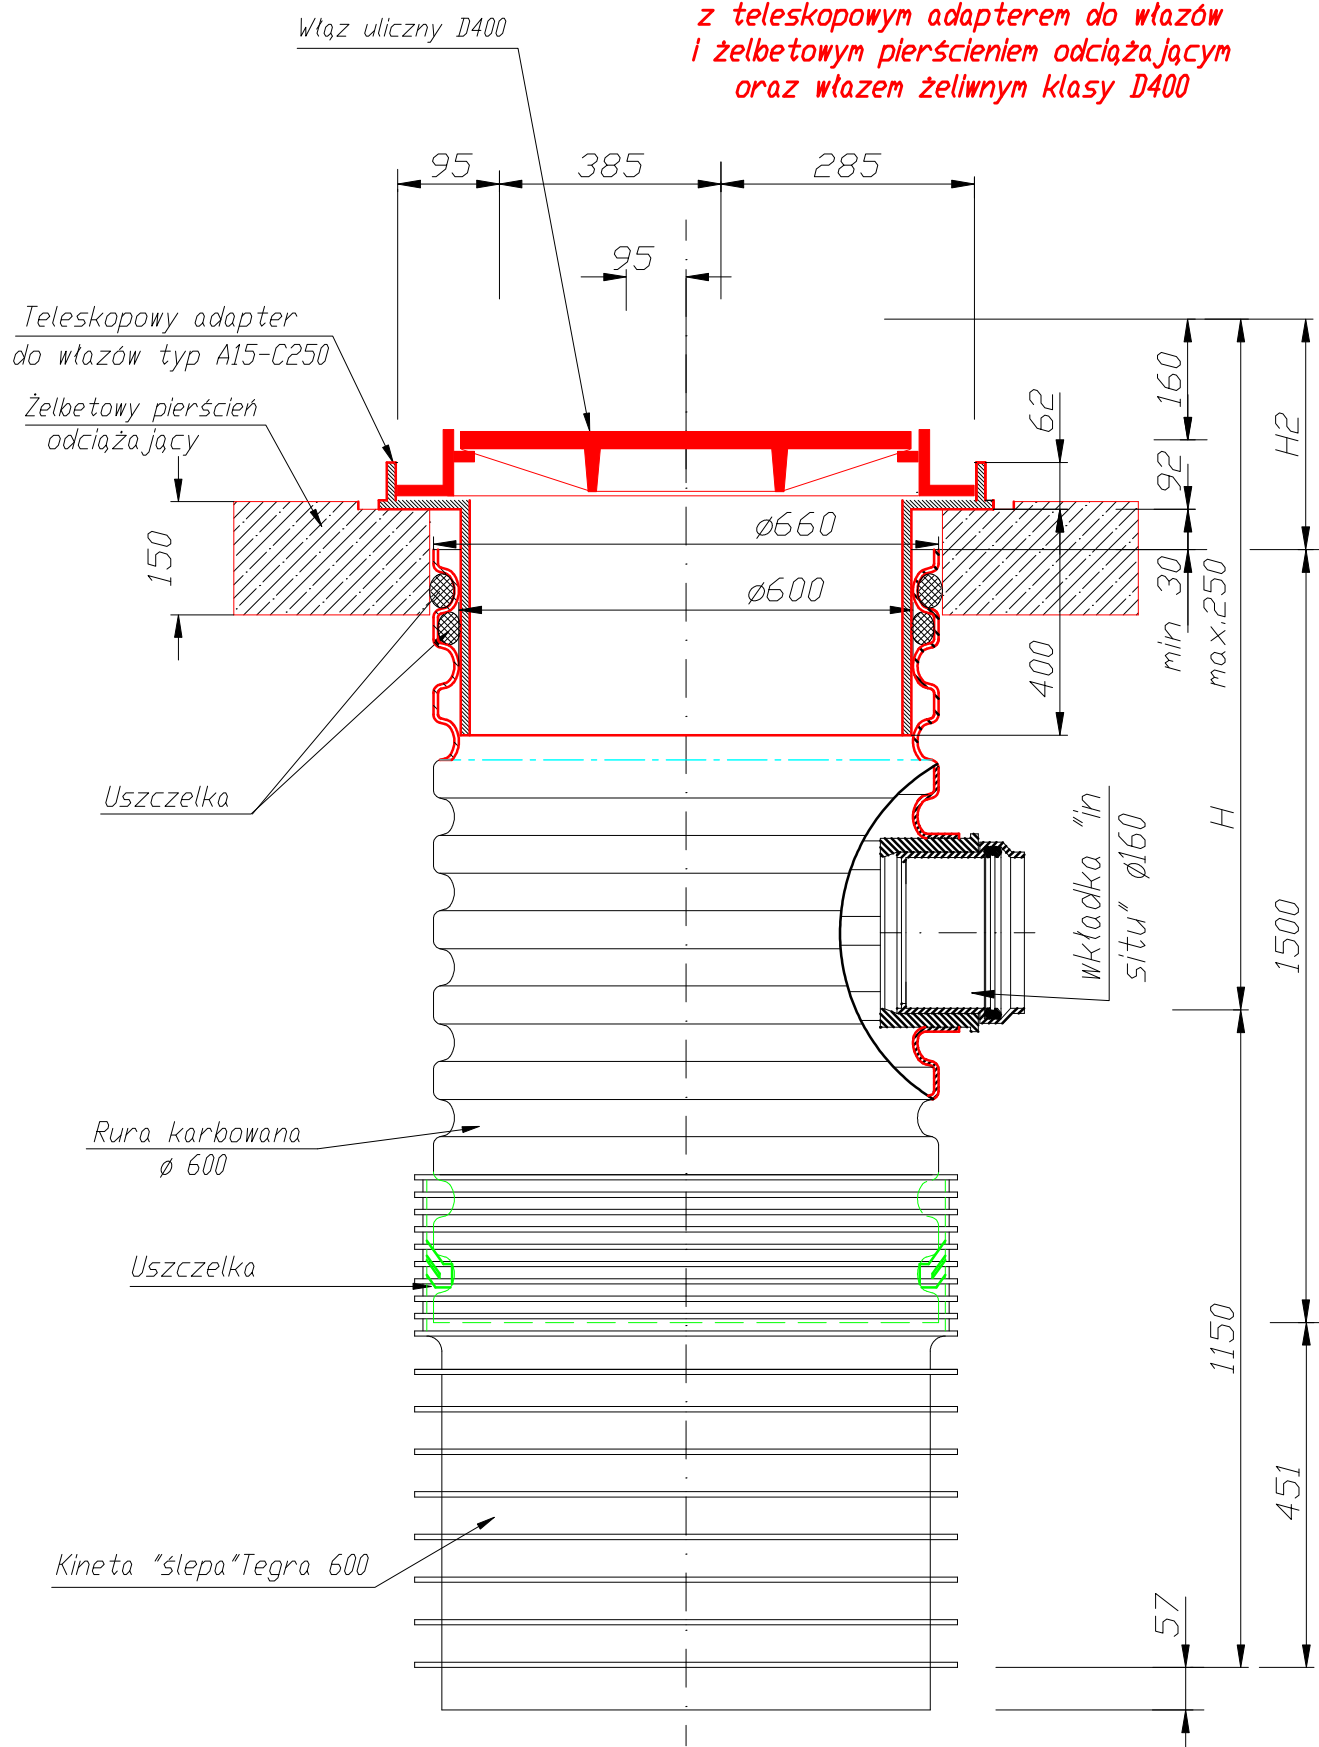 z teleskopowym adapterem do włazów
i żelbetowym pierścieniem odciążającym
oraz włazem żeliwnym klasy D400
Właz uliczny D400
95
385
285
95
Teleskopowy adapter
do włazów typ A15-C250
Żelbetowy pierścień
odciążający
150
62
160
92
H2
ø660
ø600
400
min. 30
max.250
Uszczelka
H
wkładka "in
situ" ø160
1500
Rura karbowana
ø 600
Uszczelka
1150
451
Kineta "ślepa"Tegra 600
57